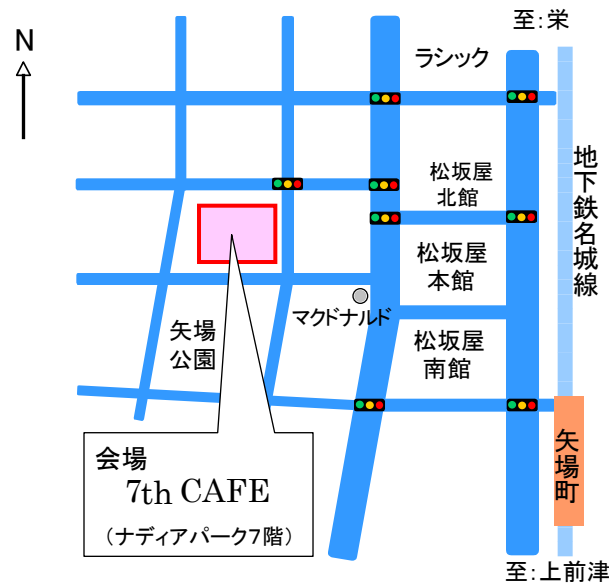 至:栄
N
ラシック
松坂屋
北館
地下鉄名城線
松坂屋
本館
マクドナルド
矢場
公園
松坂屋
南館
会場
7th CAFE
(ナディアパーク7階)
矢場町
至:上前津